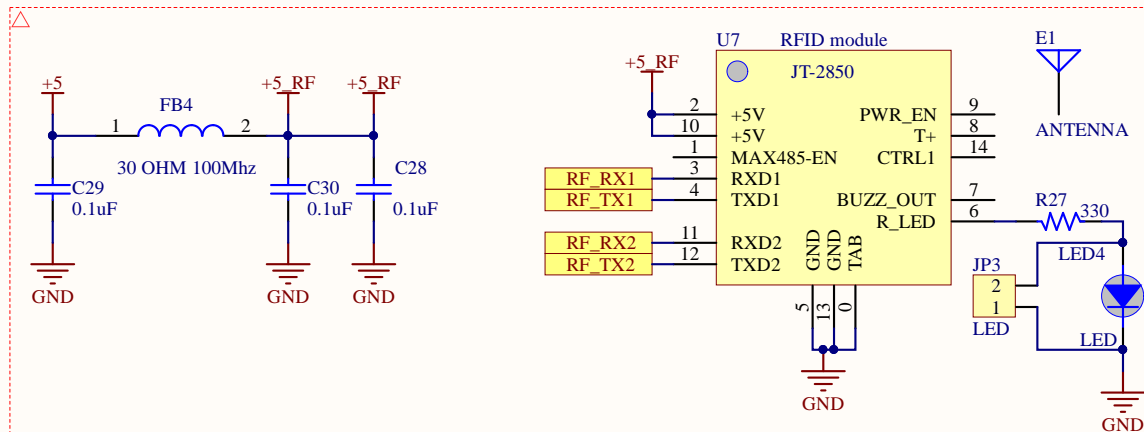 +5
FB4
+5_RF
+5_RF
1
2
30 OHM 100Mhz
C29
0.1uF
C30
0.1uF
C28
0.1uF
GND
GND
GND
U7
RFID module
JT-2850
+5_RF
2
+5V
10
+5V
1
MAX485-EN
RF_RX1
3
RXD1
RF_TX1
4
TXD1
RF_RX2
11
RXD2
RF_TX2
12
TXD2
PWR_EN
9
T+
8
CTRL1
14
BUZZ_OUT
7
R_LED
6
GND
GND
TAB
5
13
0
GND
E1
ANTENNA
R27
330
LED4
JP3
2
1
LED
LED
GND